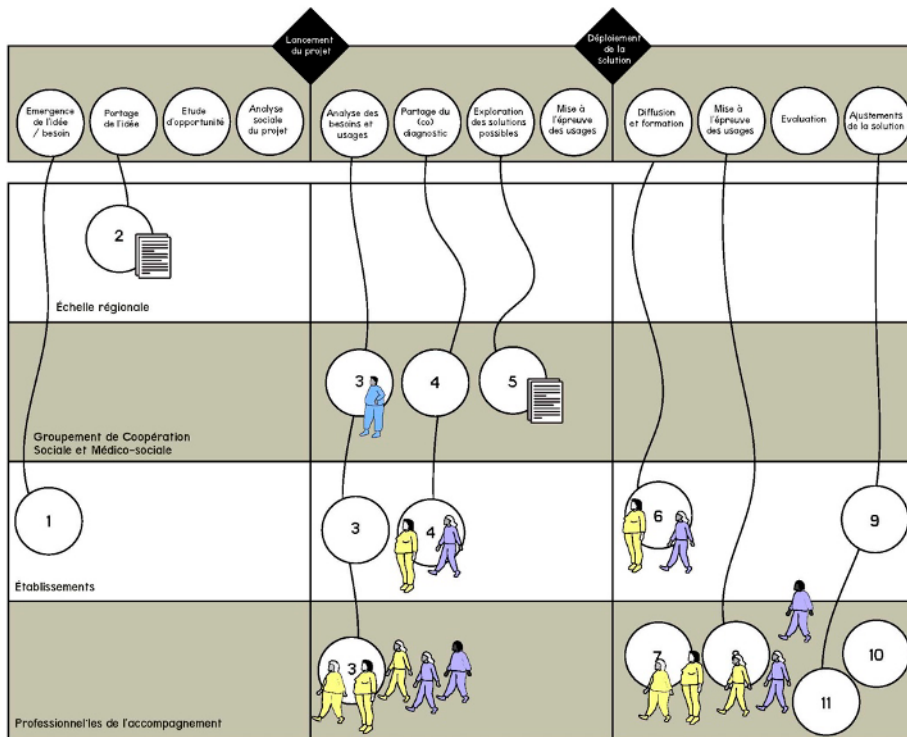 Lancement
du projet
Déploiement
de la
solution
Emergence
de l'idée
/ besoin
Portage
de l'idée
Etude
d'opportunité
Analyse
sociale
du projet
Analyse des
besoins et
usages
Partage du
(co)
diagnostic
Exploration
des solutions
possibles
Mise à
l'épreuve
des usages
Diffusion
et formation
Mise à
l'épreuve
des usages
Evaluation
Ajustements
de la solution
2
Échelle régionale
3
4
5
Groupement de Coopération
Sociale et Médico-sociale
1
3
4
6
9
Établissements
3
7
10
11
Professionnel·les de l'accompagnement